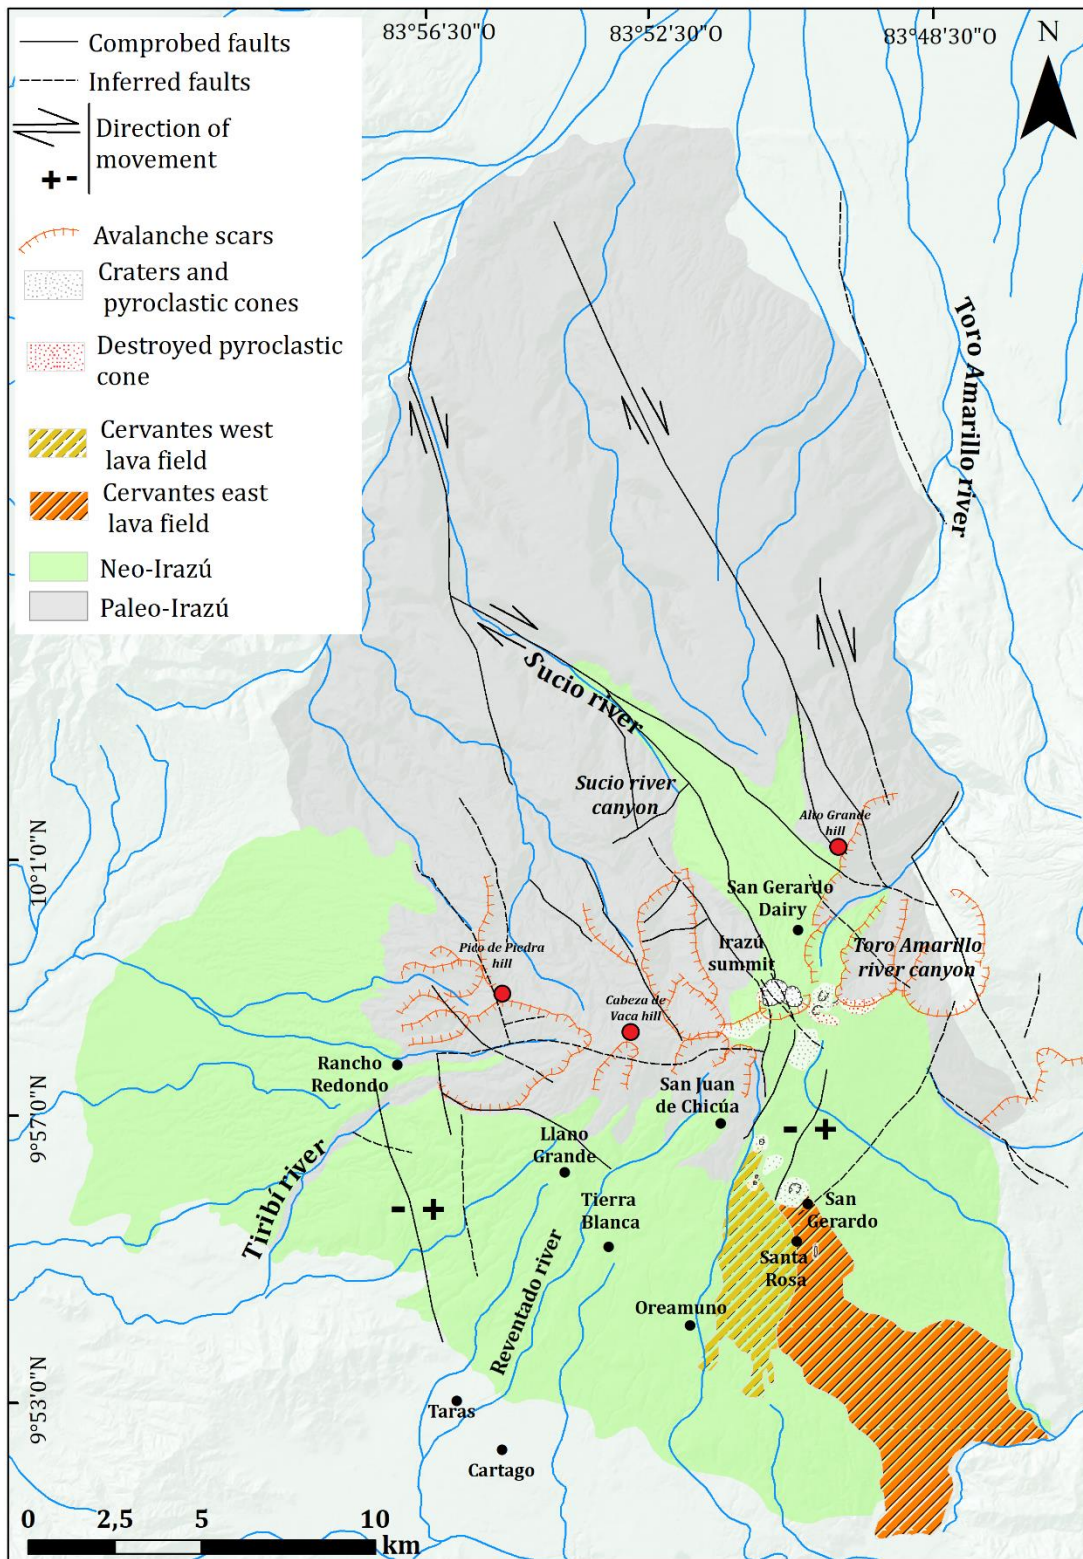 83°56'30"O
83°52'30"O
83°48'30"O
N
Comprobed faults
Inferred faults
Direction of
movement
+ -
Avalanche scars
Craters and
pyroclastic cones
Destroyed pyroclastic
cone
Cervantes west
lava field
Cervantes east
lava field
Neo-Irazú
Paleo-Irazú
Toro Amarillo river
Sucio river
Sucio river
canyon
Alto Grande
hill
10°1'0"N
San Gerardo
Dairy
Irazú
summit
Toro Amarillo
river canyon
Pico de Piedra
hill
Cabeza de
Vaca hill
Rancho
Redondo
San Juan
de Chicúa
9°57'0"N
- +
Llano
Grande
Tiribí river
- +
Tierra
Blanca
San
Gerardo
Santa
Rosa
Reventado river
Oreamuno
9°53'0"N
Taras
Cartago
0 2,5 5 10
km